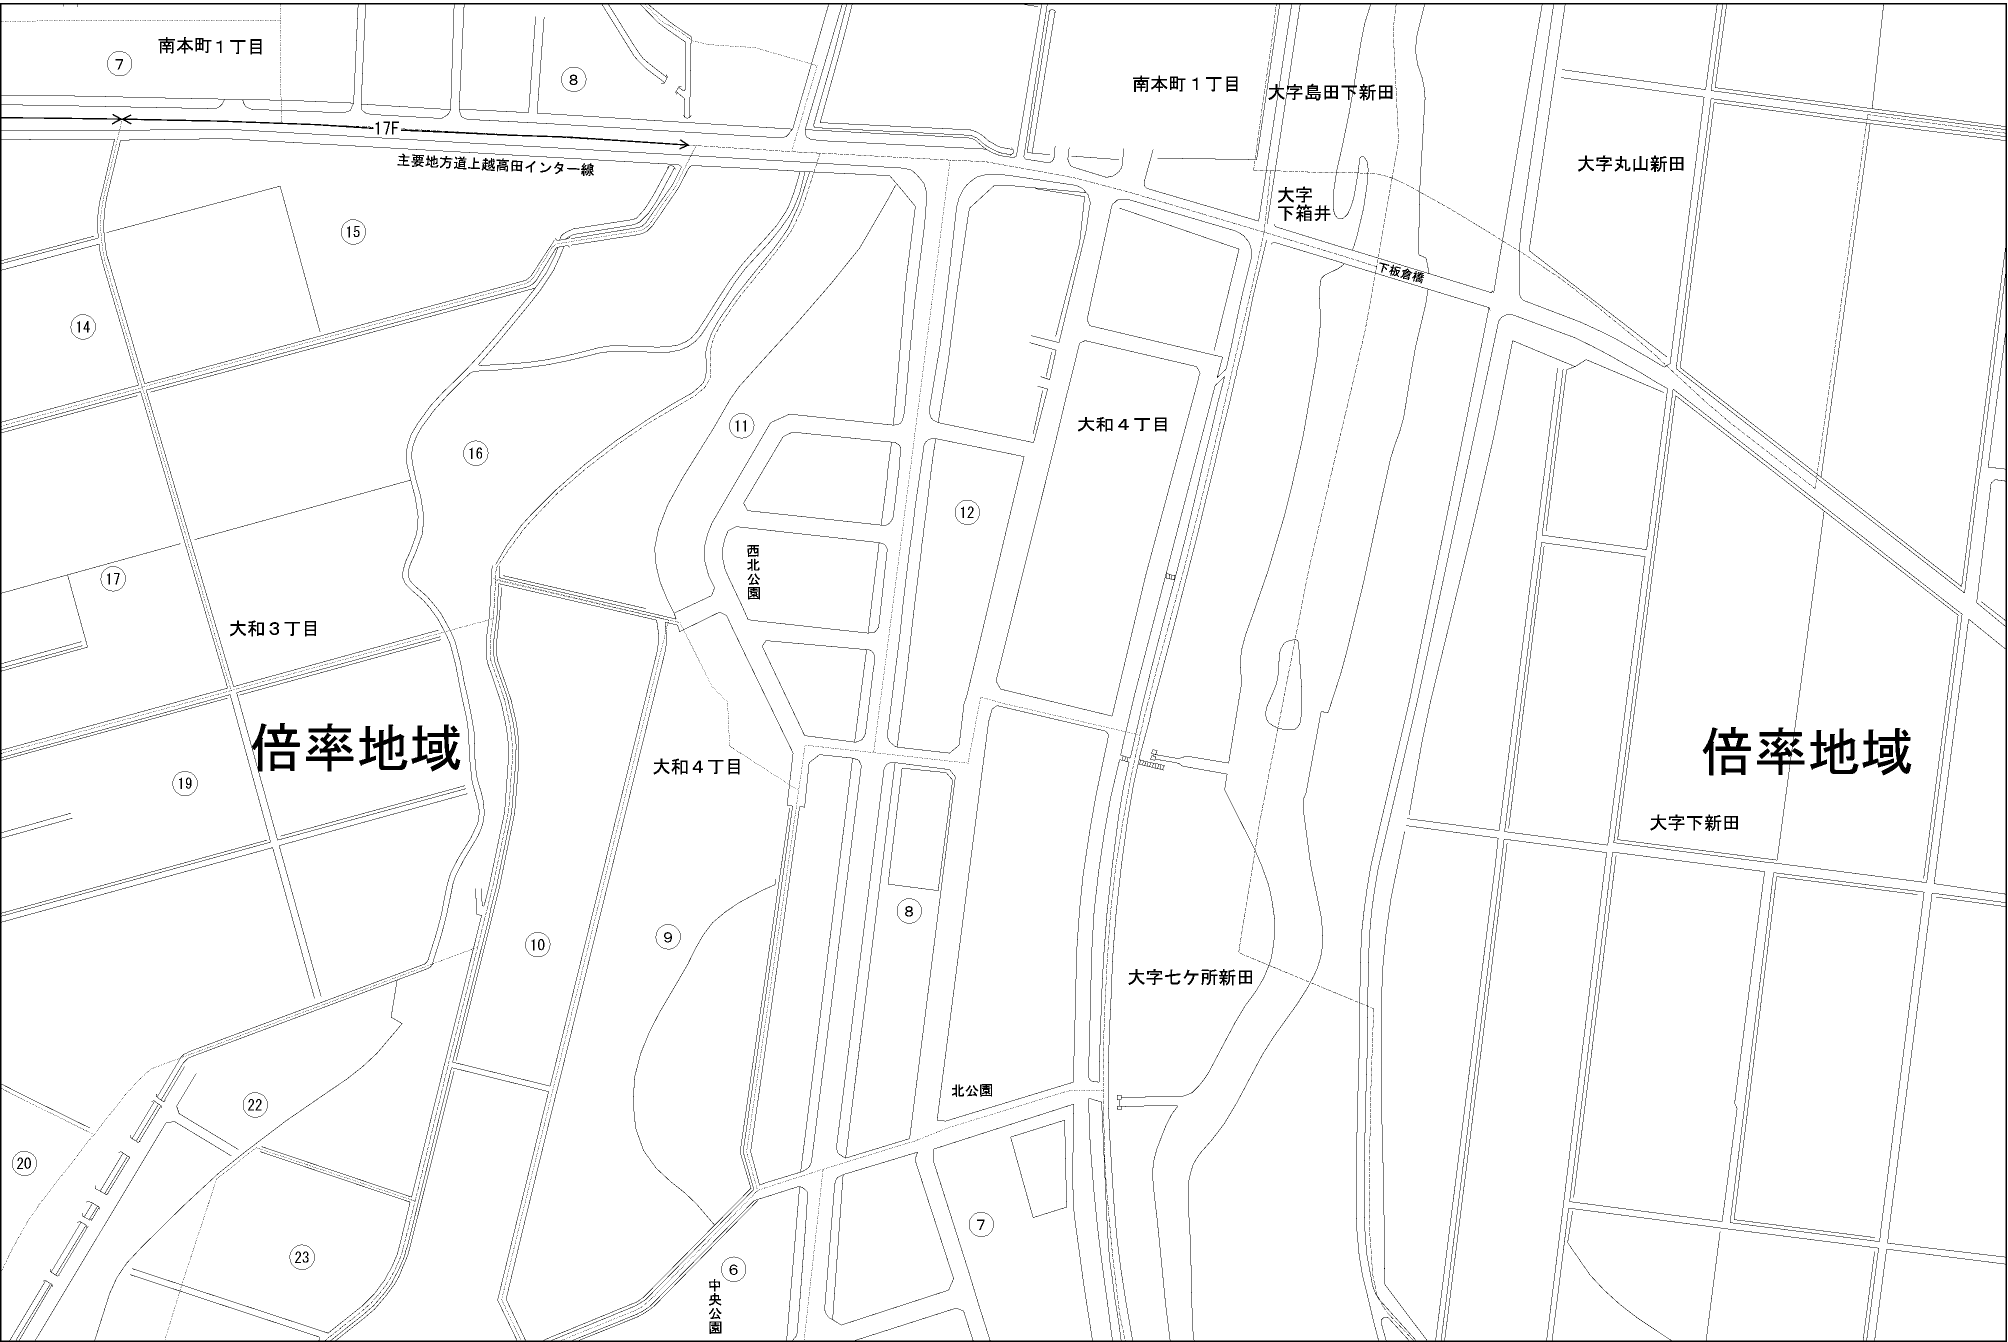 南本町１丁目
⑦
⑧
南本町１丁目
大字島田下新田
17F
主要地方道上越高田インター線
大字丸山新田
大字
下箱井
⑮
下板倉橋
⑭
⑪
大和４丁目
⑯
⑫
西北公園
⑰
大和３丁目
倍率地域
倍率地域
大和４丁目
⑲
大字下新田
⑧
⑨
⑩
大字七ケ所新田
北公園
㉒
⑳
⑦
㉓
⑥
中央公園